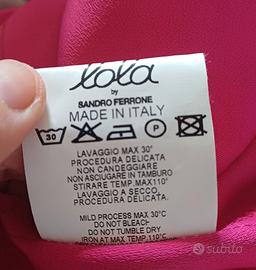 lola
by
SANDRO FERRONE
MADE IN ITALY
30
P
LAVAGGIO MAX 30°
PROCEDURA DELICATA
NON CANDEGGIARE
NON ASCIUGARE IN TAMBURO
STIRARE TEMP.MAX110°
LAVAGGIO A SECCO,
PROCEDURA DELICATA.
MILD PROCESS MAX 30°C
DO NOT BLEACH
DO NOT TUMBLE DRY
IRON AT MAX TEMP.110°C
subito